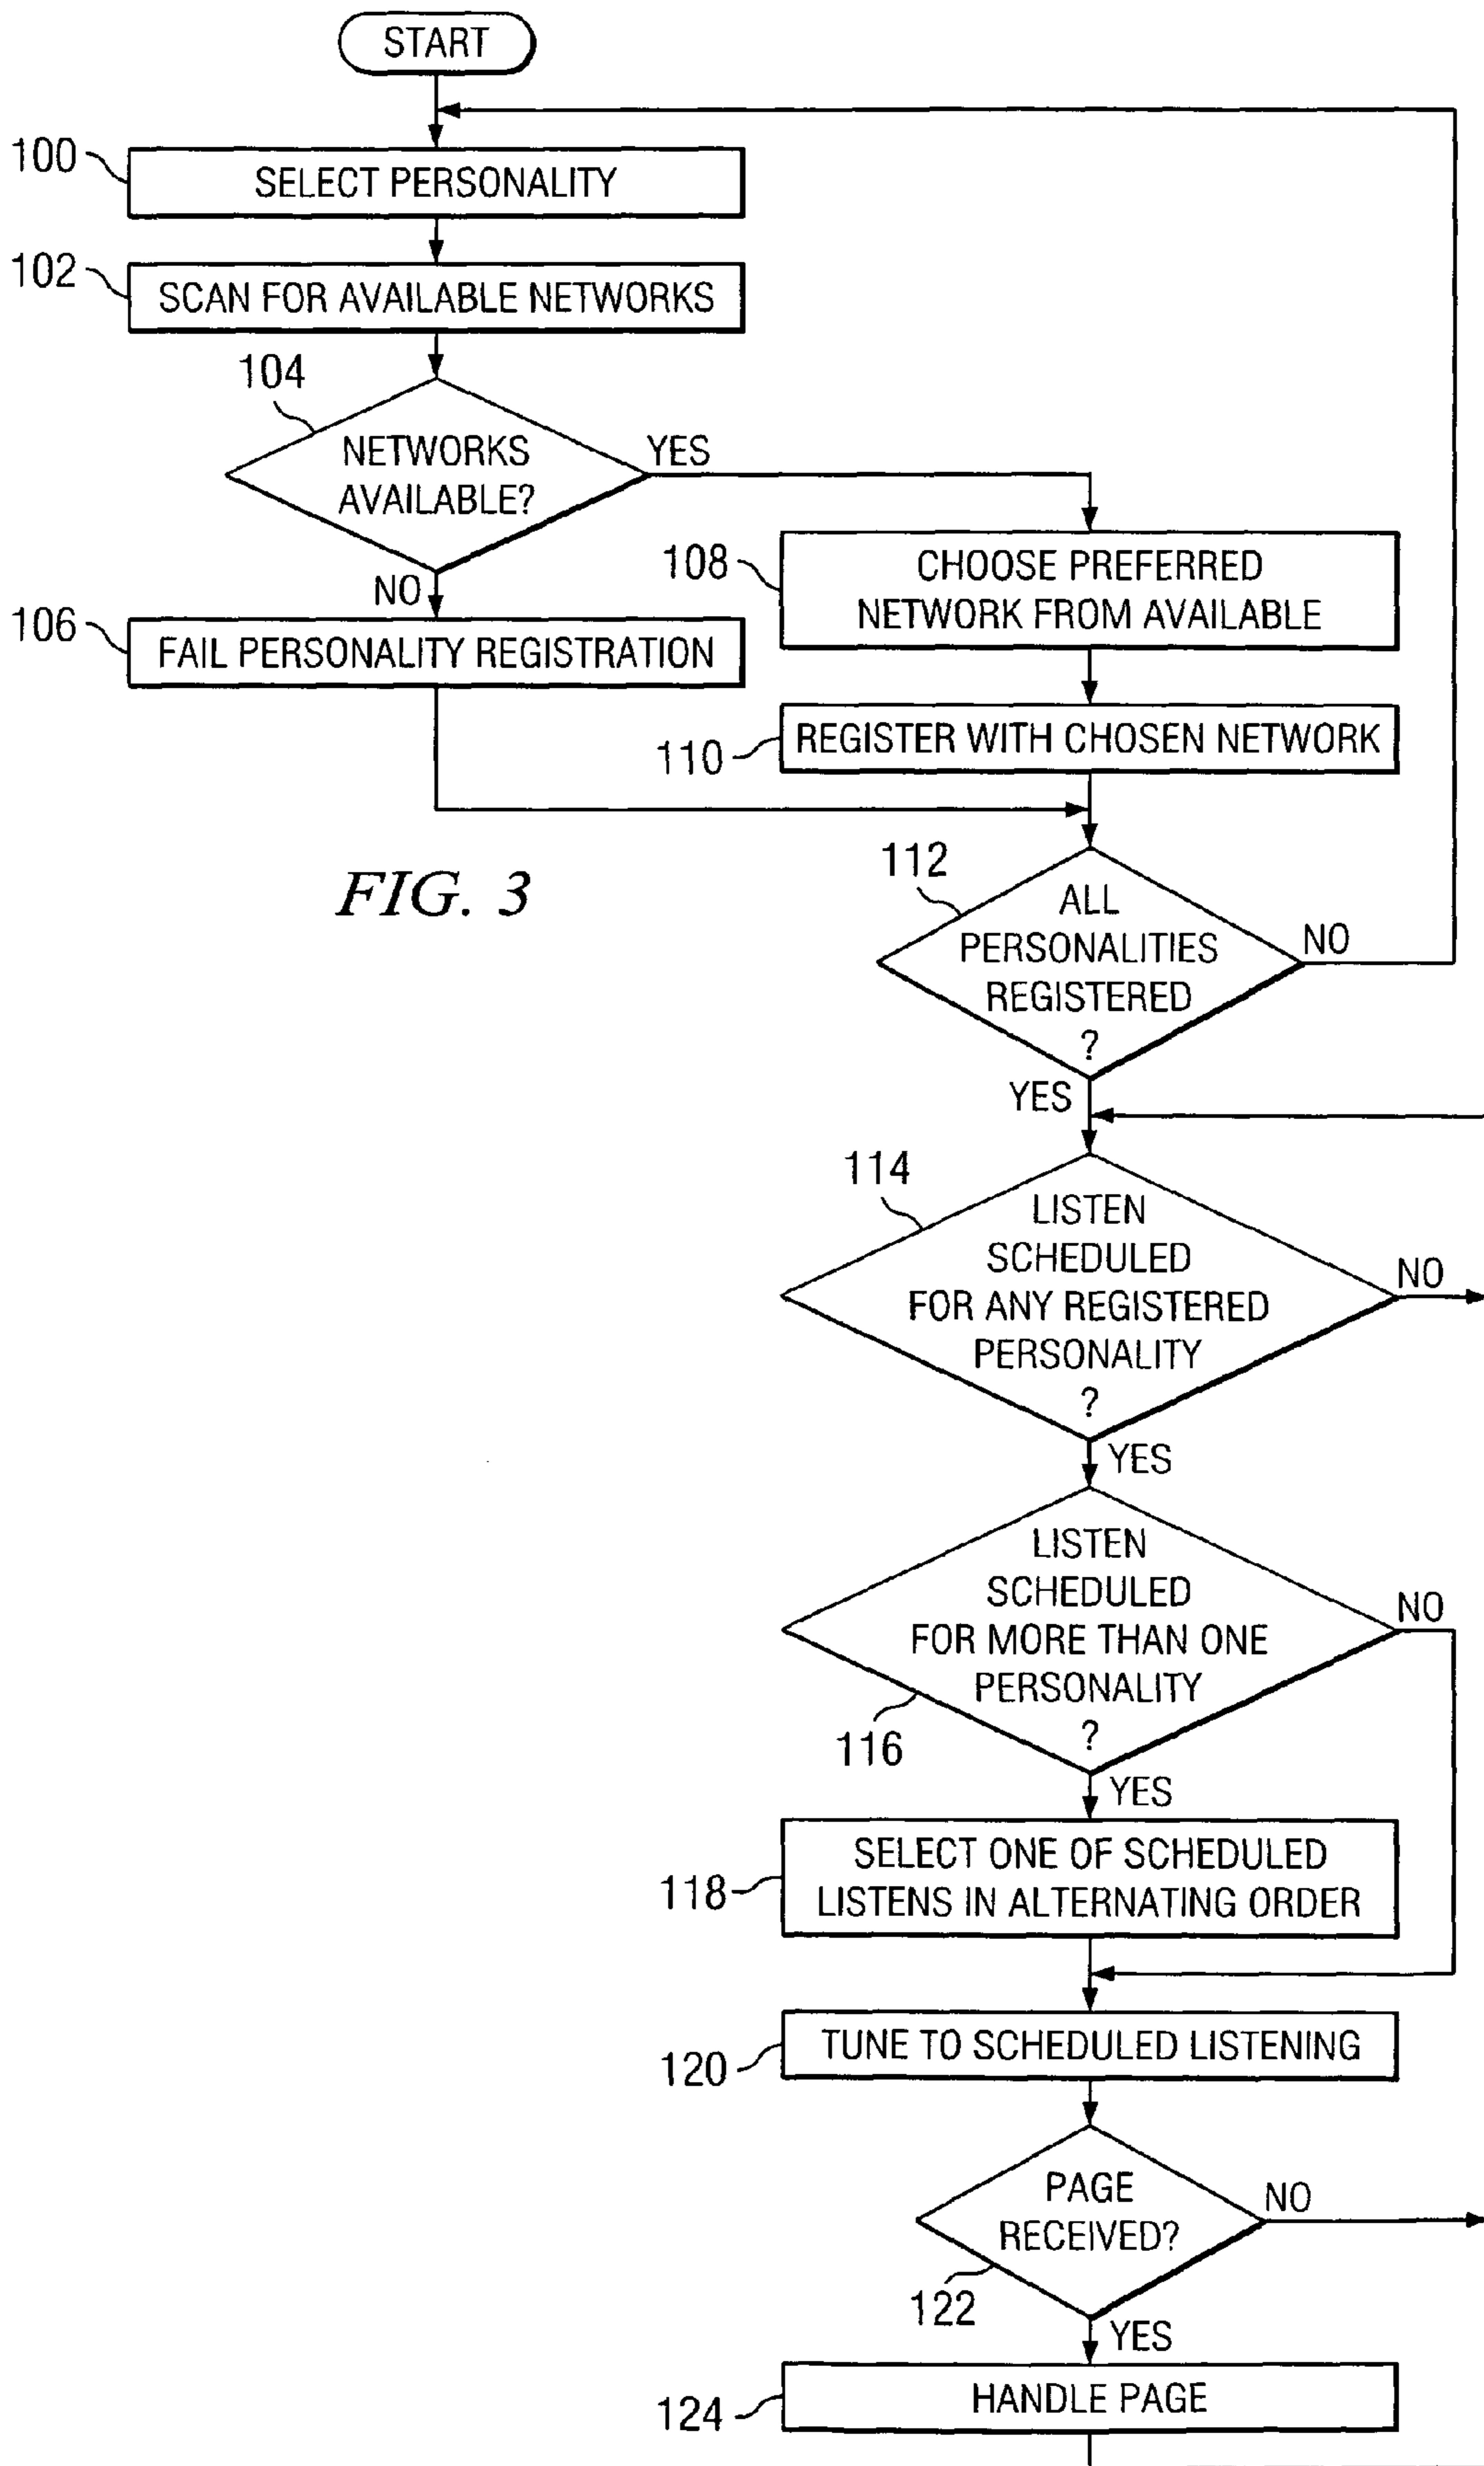 START
100
SELECT PERSONALITY
102
SCAN FOR AVAILABLE NETWORKS
104
NETWORKS
AVAILABLE?
YES
NO
106
FAIL PERSONALITY REGISTRATION
108
CHOOSE PREFERRED
NETWORK FROM AVAILABLE
110
REGISTER WITH CHOSEN NETWORK
FIG. 3
112
ALL
PERSONALITIES
REGISTERED
?
NO
YES
114
LISTEN
SCHEDULED
FOR ANY REGISTERED
PERSONALITY
?
NO
YES
LISTEN
SCHEDULED
FOR MORE THAN ONE
PERSONALITY
?
NO
116
YES
118
SELECT ONE OF SCHEDULED
LISTENS IN ALTERNATING ORDER
120
TUNE TO SCHEDULED LISTENING
PAGE
RECEIVED?
NO
122
YES
124
HANDLE PAGE